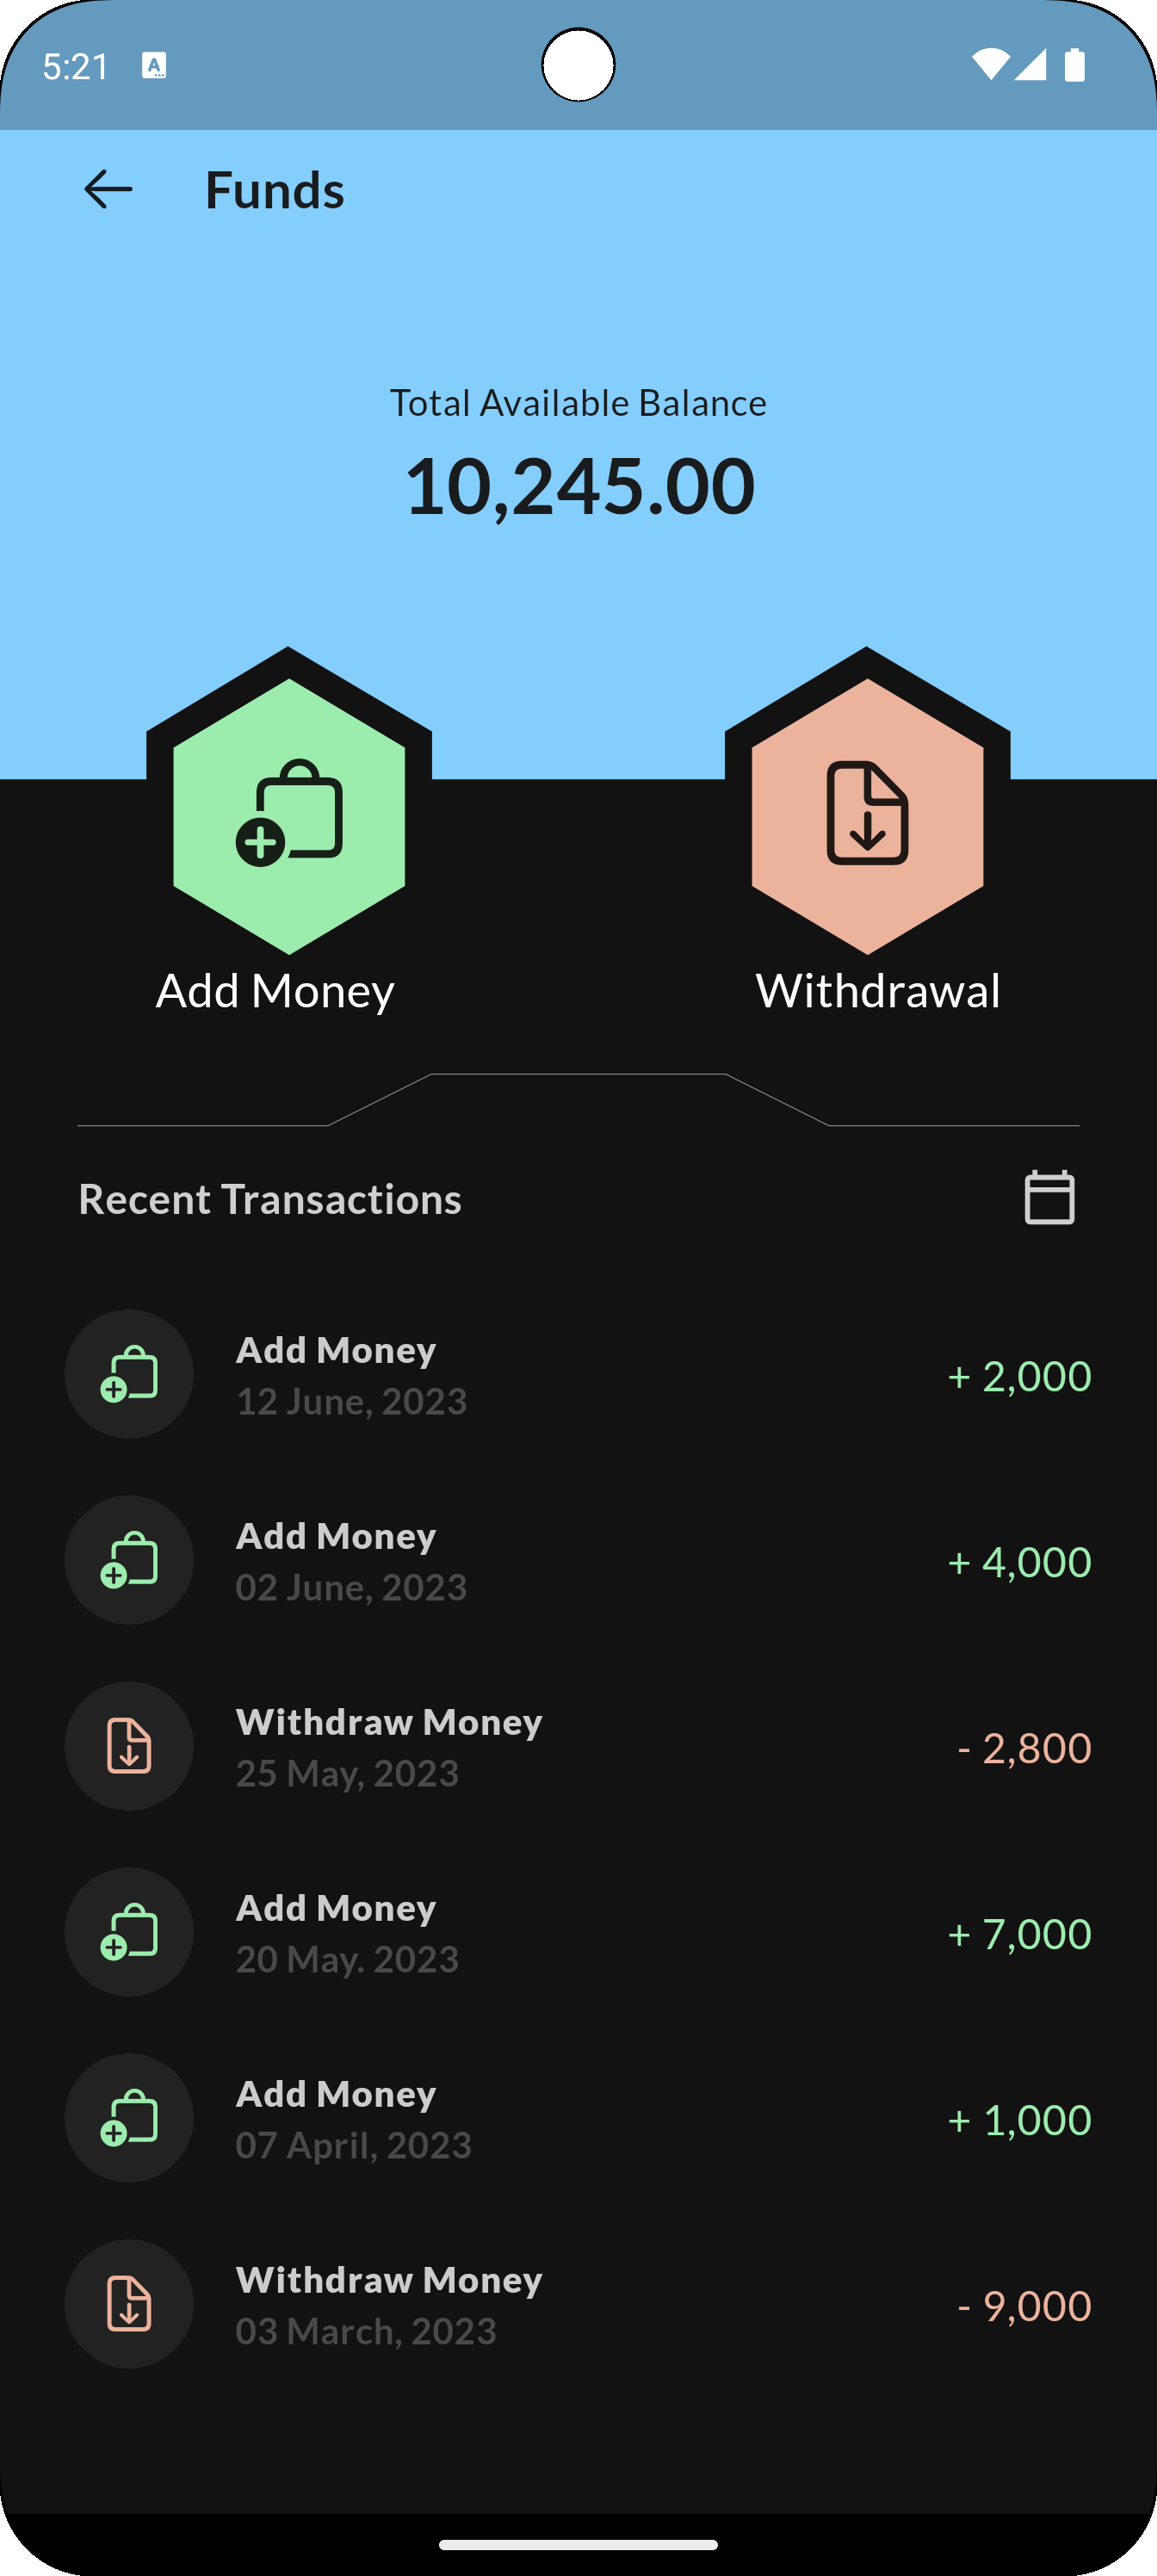 5:21
Funds
Total Available Balance
10,245.00
Add Money
Withdrawal
Recent Transactions
Add Money
12 June, 2023
+ 2,000
Add Money
02 June, 2023
+ 4,000
Withdraw Money
25 May, 2023
- 2,800
Add Money
20 May. 2023
+ 7,000
Add Money
07 April, 2023
+ 1,000
Withdraw Money
03 March, 2023
- 9,000